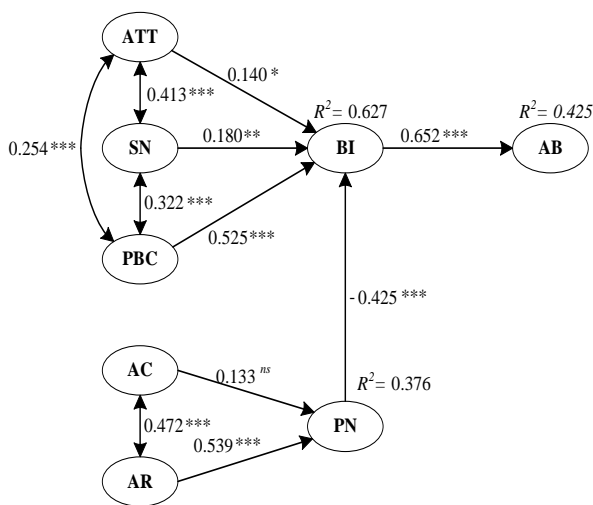 ATT
0.140 *
0.413 ***
R² = 0.627
R² = 0.425
0.254 ***
SN
0.180 **
BI
0.652 ***
AB
0.322 ***
0.525 ***
PBC
- 0.425 ***
AC
0.133 ns
R² = 0.376
0.472 ***
PN
0.539 ***
AR